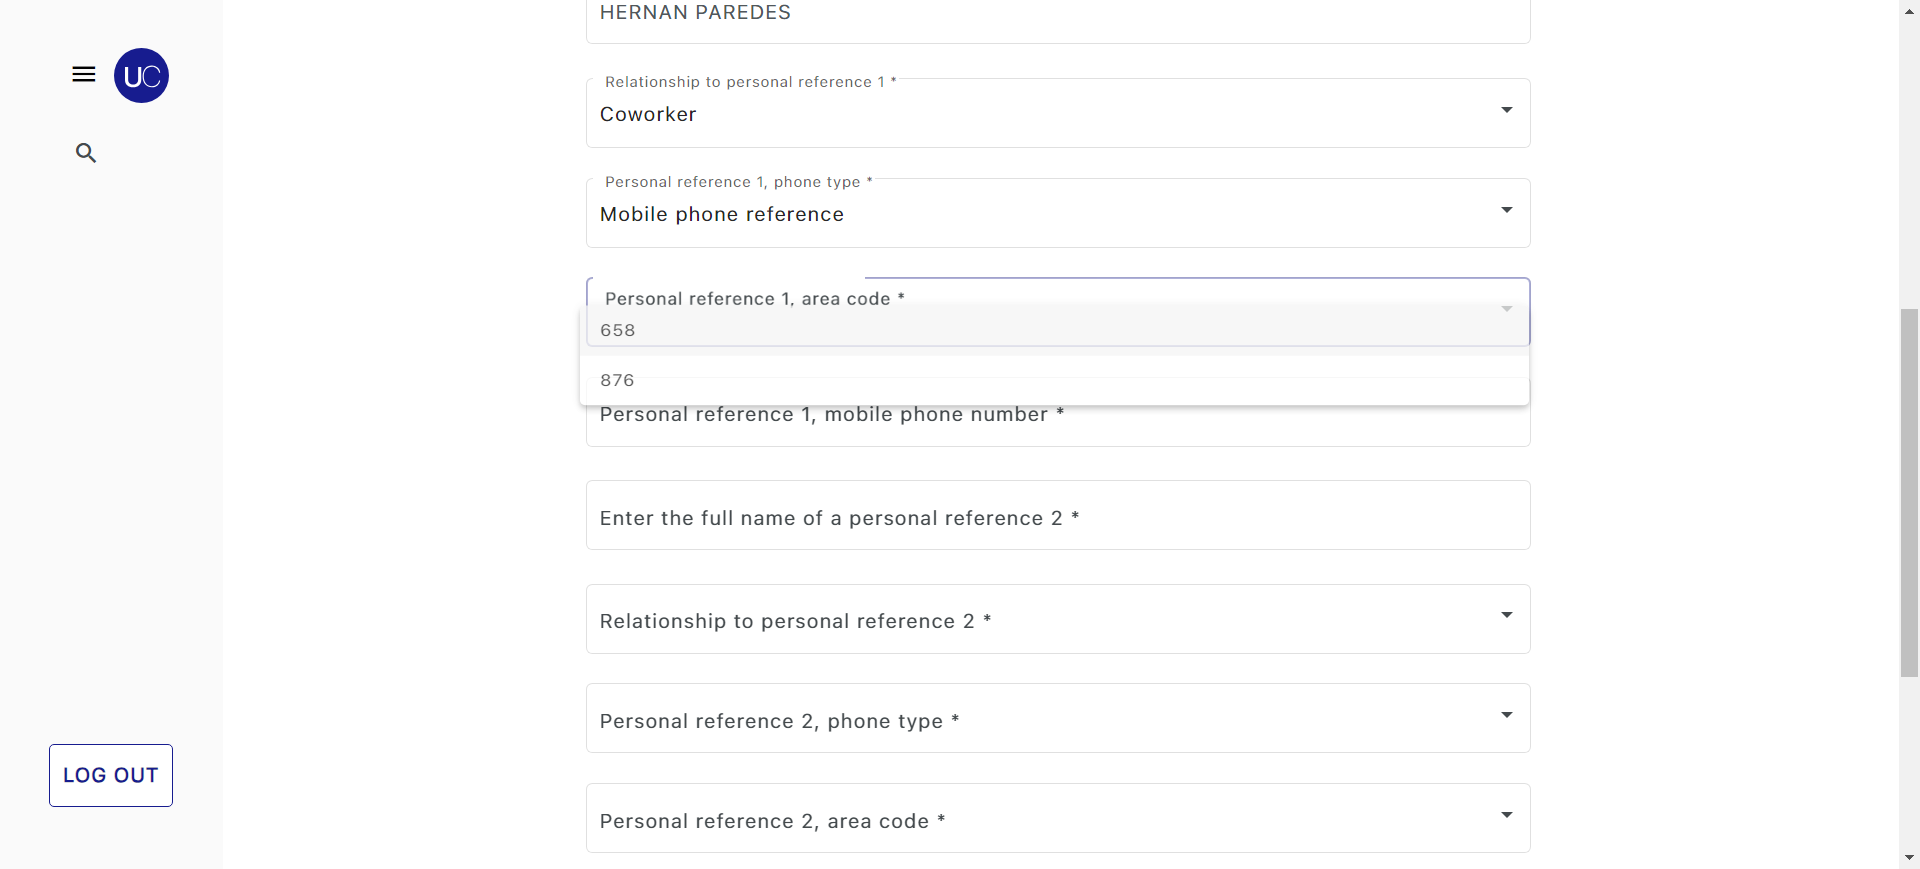 HERNAN PAREDES
UC
Relationship to personal reference 1 *
Coworker
Personal reference 1, phone type *
Mobile phone reference
Personal reference 1, area code *
658
876
Personal reference 1, mobile phone number *
Enter the full name of a personal reference 2 *
Relationship to personal reference 2 *
Personal reference 2, phone type *
LOG OUT
Personal reference 2, area code *